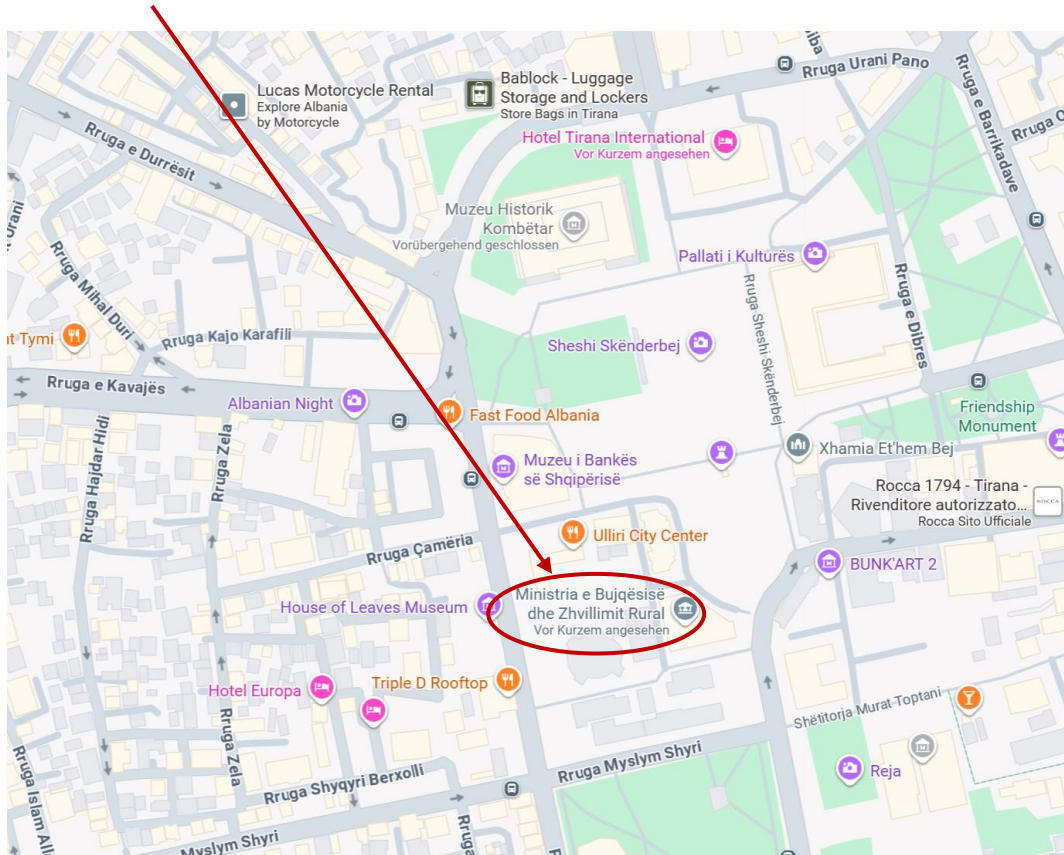 Lucas Motorcycle Rental
Explore Albania
by Motorcycle
Bablock - Luggage
Storage and Lockers
Store Bags in Tirana
Rruga Urani Pano
Rruga e Barrikadave
Rruga e Durrësit
Hotel Tirana International
Vor Kurzem angesehen
Muzeu Historik
Kombëtar
Vorübergehend geschlossen
Pallati i Kulturës
Rruga Mihal Duri
Rruga Sheshi Skënderbej
Rruga e Dibres
Tymi
Rruga Kajo Karafili
Sheshi Skënderbej
Rruga e Kavajës
Albanian Night
Fast Food Albania
Friendship
Monument
Rruga Hajdar Hidi
Rruga Zela
Muzeu i Bankës
së Shqipërisë
Xhamia Et'hem Bej
Rocca 1794 - Tirana -
Rivenditore autorizzato...
Rocca Sito Ufficiale
ROCCA
Rruga Çamëria
Ulliri City Center
BUNK'ART 2
House of Leaves Museum
Ministria e Bujqësisë
dhe Zhvillimit Rural
Vor Kurzem angesehen
Hotel Europa
Triple D Rooftop
Rruga Zela
Shëtitorja Murat Toptani
Rruga Myslym Shyri
Reja
Rruga Shyqyri Berxolli
Rruga Islam Alla
Myslym Shyri
Rruga